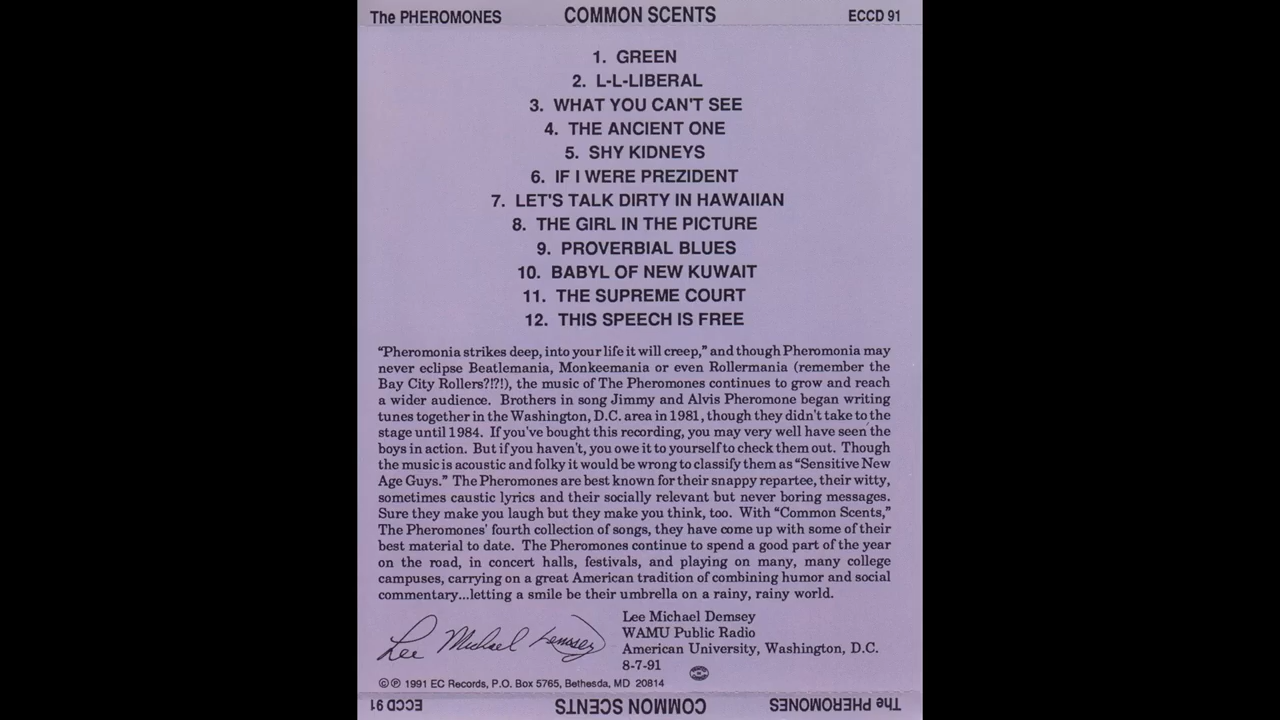 The PHEROMONES COMMON SCENTS ECCD 91
1. GREEN
2. L-L-LIBERAL
3. WHAT YOU CAN'T SEE
4. THE ANCIENT ONE
5. SHY KIDNEYS
6. IF I WERE PREZIDENT
7. LET'S TALK DIRTY IN HAWAIIAN
8. THE GIRL IN THE PICTURE
9. PROVERBIAL BLUES
10. BABYL OF NEW KUWAIT
11. THE SUPREME COURT
12. THIS SPEECH IS FREE
“Pheromonia strikes deep, into your life it will creep,” and though Pheromonia may
never eclipse Beatlemania, Monkeemania or even Rollermania (remember the
Bay City Rollers?!?!), the music of The Pheromones continues to grow and reach
a wider audience. Brothers in song Jimmy and Alvis Pheromone began writing
tunes together in the Washington, D.C. area in 1981, though they didn't take to the
stage until 1984. If you've bought this recording, you may very well have seen the
boys in action. But if you haven't, you owe it to yourself to check them out. Though
the music is acoustic and folky it would be wrong to classify them as “Sensitive New
Age Guys.” The Pheromones are best known for their snappy repartee, their witty,
sometimes caustic lyrics and their socially relevant but never boring messages.
Sure they make you laugh but they make you think, too. With “Common Scents,”
The Pheromones' fourth collection of songs, they have come up with some of their
best material to date. The Pheromones continue to spend a good part of the year
on the road, in concert halls, festivals, and playing on many, many college
campuses, carrying on a great American tradition of combining humor and social
commentary...letting a smile be their umbrella on a rainy, rainy world.
Lee Michael Demsey
Lee Michael Demsey
WAMU Public Radio
American University, Washington, D.C.
8-7-91
©℗ 1991 EC Records, P.O. Box 5765, Bethesda, MD 20814
The PHEROMONES COMMON SCENTS ECCD 91